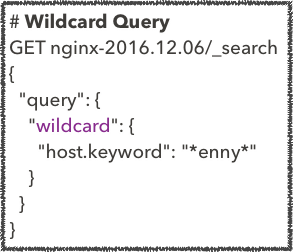 # Wildcard Query
GET nginx-2016.12.06/_search
{
  "query": {
    "wildcard": {
      "host.keyword": "*enny*"
    }
  }
}